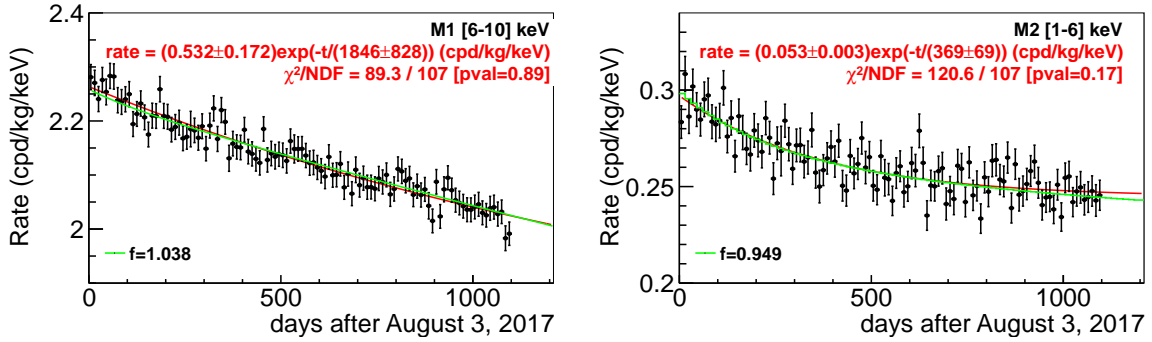 M1 [6-10] keV
rate = (0.532±0.172)exp(-t/(1846±828)) (cpd/kg/keV)
χ²/NDF = 89.3 / 107 [pval=0.89]
Rate (cpd/kg/keV)
2.4
2.2
2
f=1.038
0 500 1000
days after August 3, 2017
M2 [1-6] keV
rate = (0.053±0.003)exp(-t/(369±69)) (cpd/kg/keV)
χ²/NDF = 120.6 / 107 [pval=0.17]
Rate (cpd/kg/keV)
0.3
0.25
0.2
f=0.949
0 500 1000
days after August 3, 2017